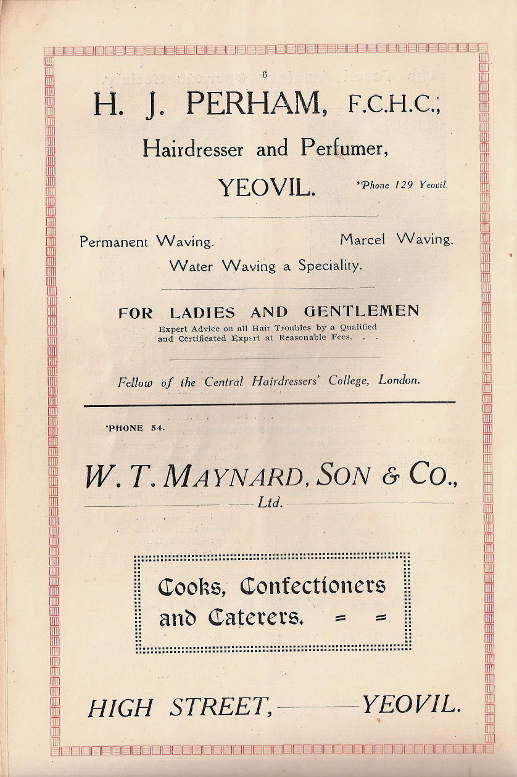 6
H. J. PERHAM, F.C.H.C.,
Hairdresser and Perfumer,
YEOVIL. 'Phone 129 Yeovil.
Permanent Waving. Marcel Waving.
Water Waving a Speciality.
FOR LADIES AND GENTLEMEN
Expert Advice on all Hair Troubles by a Qualified
and Certificated Expert at Reasonable Fees. . .
Fellow of the Central Hairdressers' College, London.
'PHONE 54.
W. T. MAYNARD, SON & CO.,
Ltd.
Cooks, Confectioners
and Caterers. = =
HIGH STREET, YEOVIL.